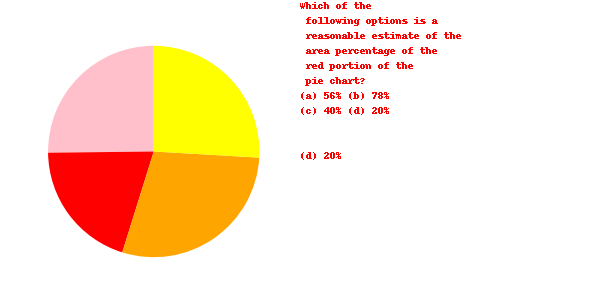 Which of the
following options is a
reasonable estimate of the
area percentage of the
red portion of the
pie chart?
(a) 56% (b) 78%
(c) 40% (d) 20%
(d) 20%